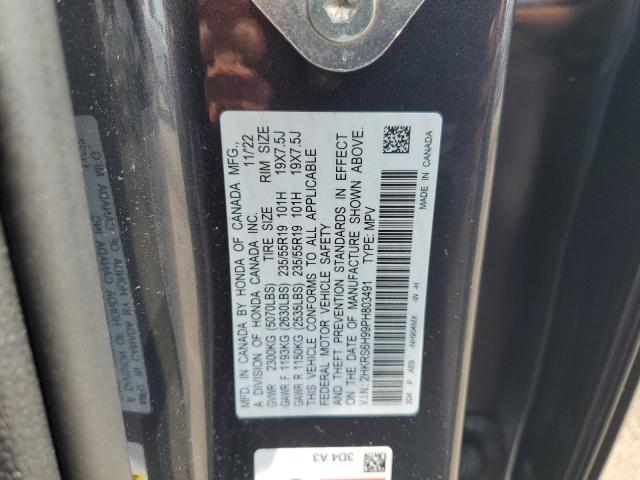 MFD. IN CANADA BY HONDA OF CANADA MFG.,
A DIVISION OF HONDA CANADA INC. 11/22
GVWR 2300KG (5070LBS) TIRE SIZE RIM SIZE
GAWR F 1193KG (2630LBS) 235/55R19 101H 19X7.5J
GAWR R 1150KG (2535LBS) 235/55R19 101H 19X7.5J
THIS VEHICLE CONFORMS TO ALL APPLICABLE
FEDERAL MOTOR VEHICLE SAFETY
AND THEFT PREVENTION STANDARDS IN EFFECT
ON THE DATE OF MANUFACTURE SHOWN ABOVE.
V.I.N.: 2HKRS6H99PH803491 TYPE: MPV
3D4 P AE9 -NH904MX -W -H MADE IN CANADA
3D4 A3